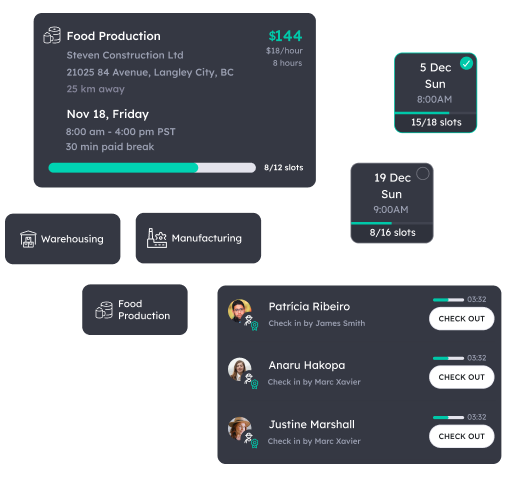 Food Production
$144
Steven Construction Ltd
$18/hour
21025 84 Avenue, Langley City, BC
8 hours
25 km away
Nov 18, Friday
8:00 am - 4:00 pm PST
30 min paid break
8/12 slots
5 Dec
Sun
8:00AM
15/18 slots
19 Dec
Sun
9:00AM
8/16 slots
Warehousing
Manufacturing
Food
Production
Patrícia Ribeiro
Check in by James Smith
03:32
CHECK OUT
Anaru Hakopa
Check in by Marc Xavier
03:32
CHECK OUT
Justine Marshall
Check in by Marc Xavier
03:32
CHECK OUT